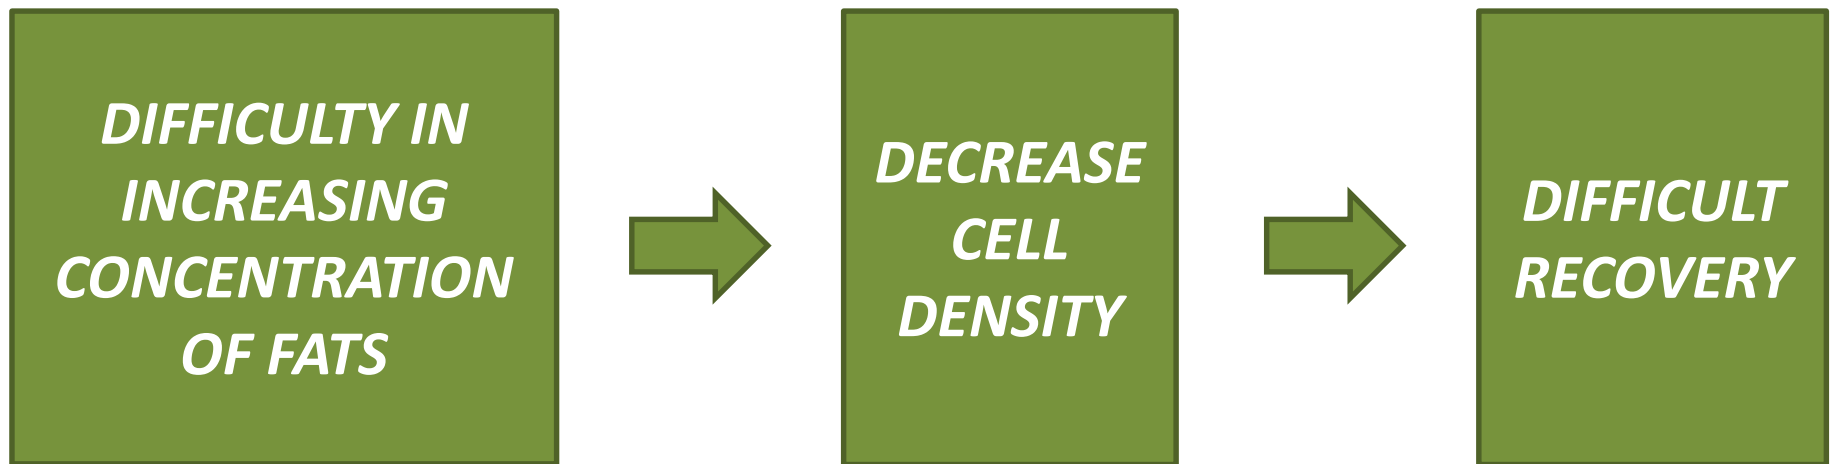 DIFFICULTY IN
INCREASING
CONCENTRATION
OF FATS
DECREASE
CELL
DENSITY
DIFFICULT
RECOVERY